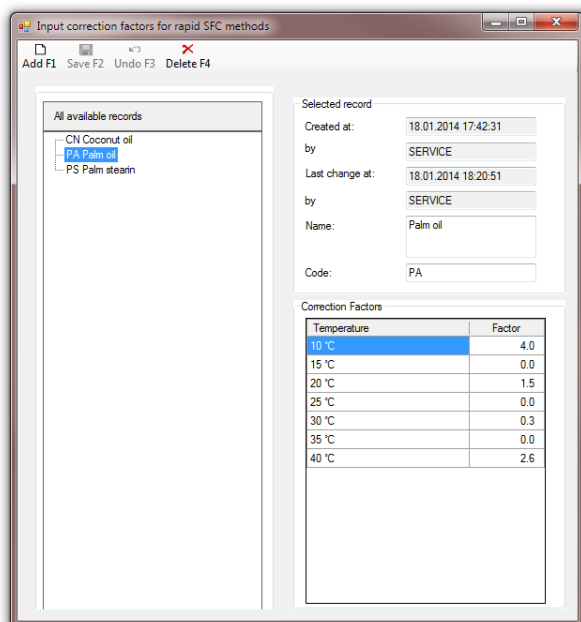 Input correction factors for rapid SFC methods
Add F1 Save F2 Undo F3 Delete F4
All available records
CN Coconut oil
PA Palm oil
PS Palm stearin
Selected record
Created at: 18.01.2014 17:42:31
by SERVICE
Last change at: 18.01.2014 18:20:51
by SERVICE
Name: Palm oil
Code: PA
Correction Factors
Temperature Factor
10 °C 4.0
15 °C 0.0
20 °C 1.5
25 °C 0.0
30 °C 0.3
35 °C 0.0
40 °C 2.6